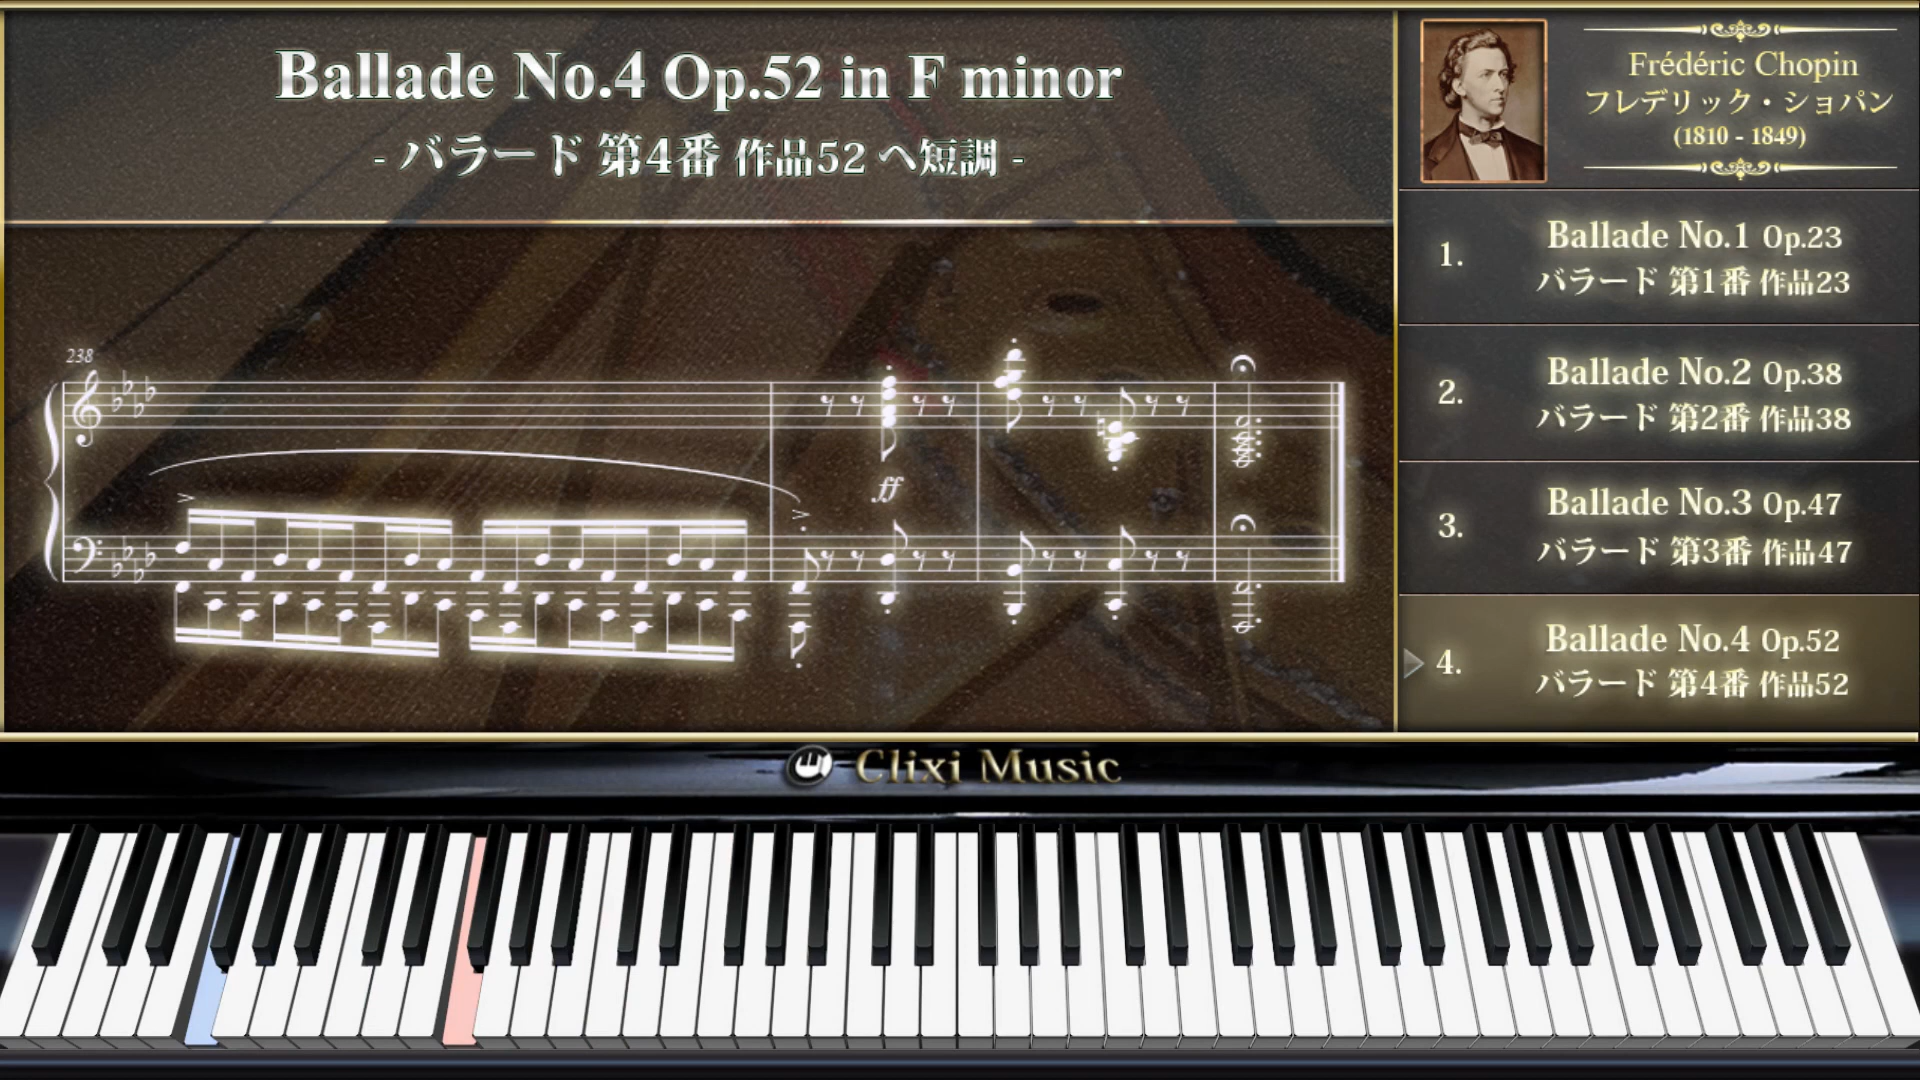 Ballade No.4 Op.52 in F minor
- バラード 第4番 作品52 ヘ短調 -
238
ff
Frédéric Chopin
フレデリック・ショパン
(1810 - 1849)
1. Ballade No.1 Op.23
バラード 第1番 作品23
2. Ballade No.2 Op.38
バラード 第2番 作品38
3. Ballade No.3 Op.47
バラード 第3番 作品47
4. Ballade No.4 Op.52
バラード 第4番 作品52
Clixi Music